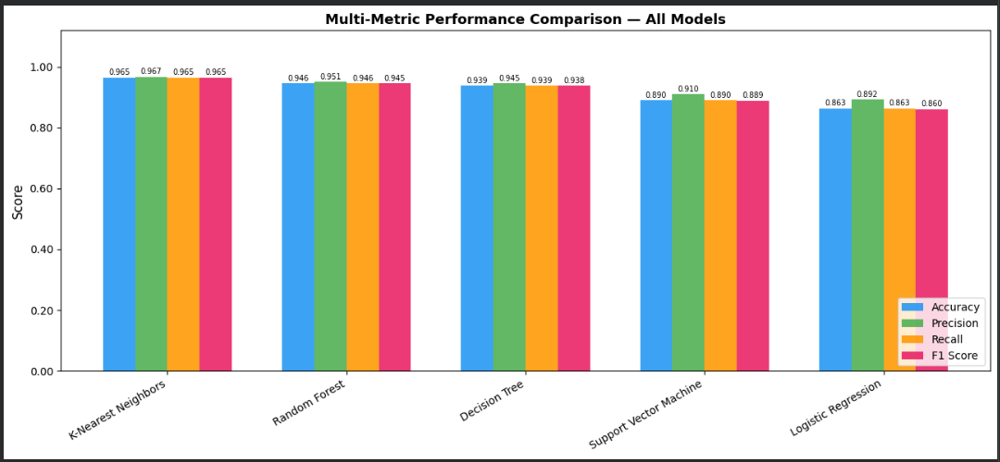 Multi-Metric Performance Comparison — All Models
Score
1.00
0.80
0.60
0.40
0.20
0.00
0.965 0.967 0.965 0.965
0.946 0.951 0.946 0.945
0.939 0.945 0.939 0.938
0.890 0.910 0.890 0.889
0.863 0.892 0.863 0.860
Accuracy
Precision
Recall
F1 Score
K-Nearest Neighbors
Random Forest
Decision Tree
Support Vector Machine
Logistic Regression